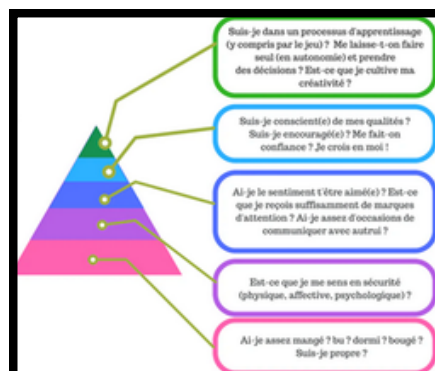 Suis-je dans un processus d'apprentissage
(y compris par le jeu) ? Me laisse-t-on faire
seul (en autonomie) et prendre
des décisions ? Est-ce que je cultive ma
créativité ?
Suis-je conscient(e) de mes qualités ?
Suis-je encouragé(e) ? Me fait-on
confiance ? Je crois en moi !
Ai-je le sentiment t'être aimé(e) ? Est-ce
que je reçois suffisamment de marques
d'attention ? Ai-je assez d'occasions de
communiquer avec autrui ?
Est-ce que je me sens en sécurité
(physique, affective, psychologique) ?
Ai-je assez mangé ? bu ? dormi ? bougé ?
Suis-je propre ?